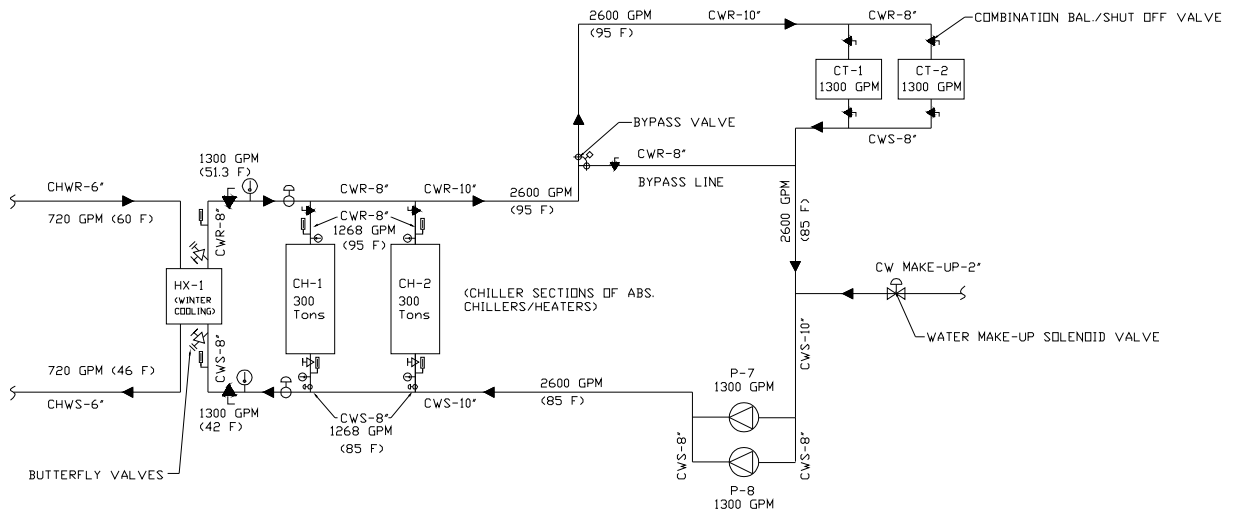 2600 GPM
(95 F)
CWR-10"
CWR-8"
COMBINATION BAL./SHUT OFF VALVE
CT-1
1300 GPM
CT-2
1300 GPM
CWS-8"
BYPASS VALVE
CWR-8"
BYPASS LINE
2600 GPM
(85 F)
1300 GPM
(51.3 F)
CHWR-6"
720 GPM (60 F)
CWR-8"
CWR-8"
CWR-10"
2600 GPM
(95 F)
CWR-8"
1268 GPM
(95 F)
HX-1
(WINTER
COOLING)
CH-1
300
Tons
CH-2
300
Tons
(CHILLER SECTIONS OF ABS.
CHILLERS/HEATERS)
CW MAKE-UP-2"
WATER MAKE-UP SOLENOID VALVE
CWS-10"
720 GPM (46 F)
CHWS-6"
CWS-8"
1300 GPM
(42 F)
CWS-8"
1268 GPM
(85 F)
CWS-10"
2600 GPM
(85 F)
P-7
1300 GPM
CWS-8"
CWS-8"
P-8
1300 GPM
BUTTERFLY VALVES